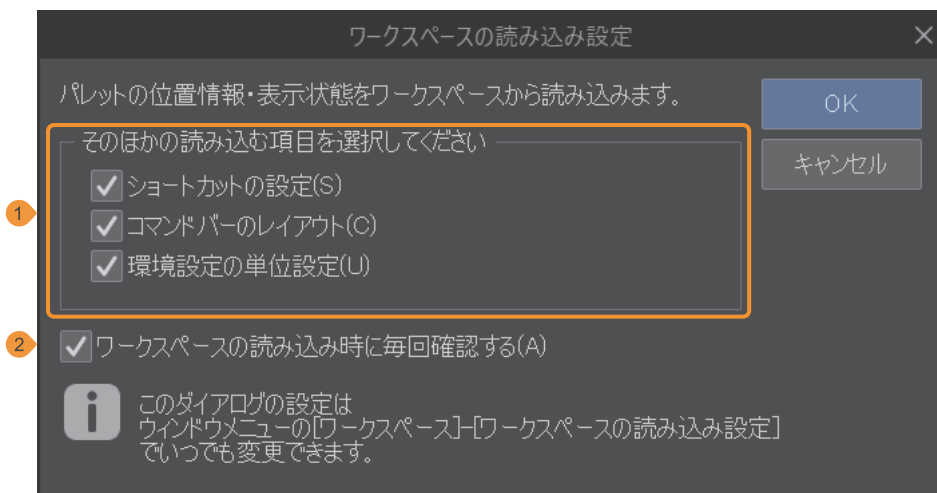 ワークスペースの読み込み設定
パレットの位置情報・表示状態をワークスペースから読み込みます。
OK
キャンセル
そのほかの読み込む項目を選択してください
1
ショートカットの設定(S)
コマンドバーのレイアウト(C)
環境設定の単位設定(U)
2
ワークスペースの読み込み時に毎回確認する(A)
このダイアログの設定は
ウィンドウメニューの[ワークスペース]-[ワークスペースの読み込み設定]
でいつでも変更できます。